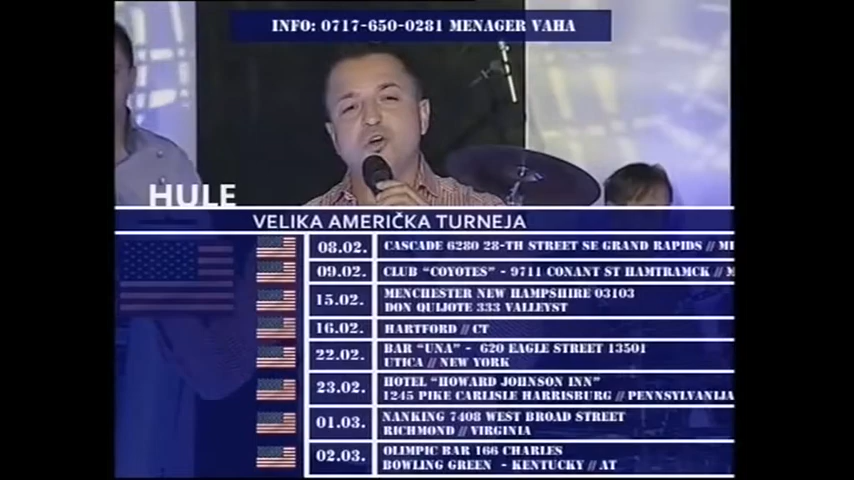 INFO: 0717-650-0281 MENAGER VAHA
HULE
VELIKA AMERIČKA TURNEJA
08.02. CASCADE 6280 28-TH STREET SE GRAND RAPIDS // MI
09.02. CLUB "COYOTES" - 9711 CONANT ST HAMTRAMCK // M
15.02. MENCHESTER NEW HAMPSHIRE 03103
DON QUIJOTE 333 VALLEYST
16.02. HARTFORD // CT
22.02. BAR "UNA" - 620 EAGLE STREET 13501
UTICA // NEW YORK
23.02. HOTEL "HOWARD JOHNSON INN"
1245 PIKE CARLISLE HARRISBURG // PENNSYLVANIJA
01.03. NANKING 7408 WEST BROAD STREET
RICHMOND // VIRGINIA
02.03. OLIMPIC BAR 166 CHARLES
BOWLING GREEN - KENTUCKY // AT